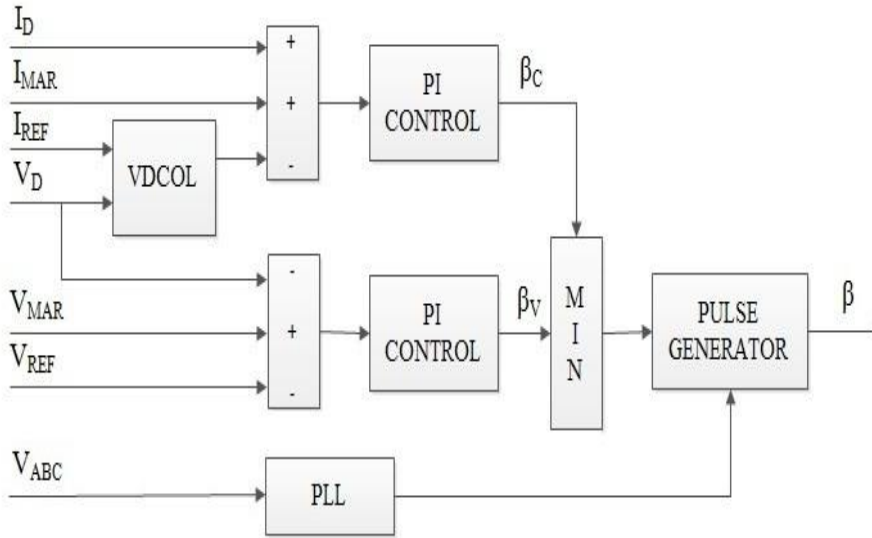 I_D
I_MAR
I_REF
V_D
VDCOL
+
+
-
PI
CONTROL
β_C
V_MAR
V_REF
-
+
-
PI
CONTROL
β_V
M
I
N
PULSE
GENERATOR
β
V_ABC
PLL